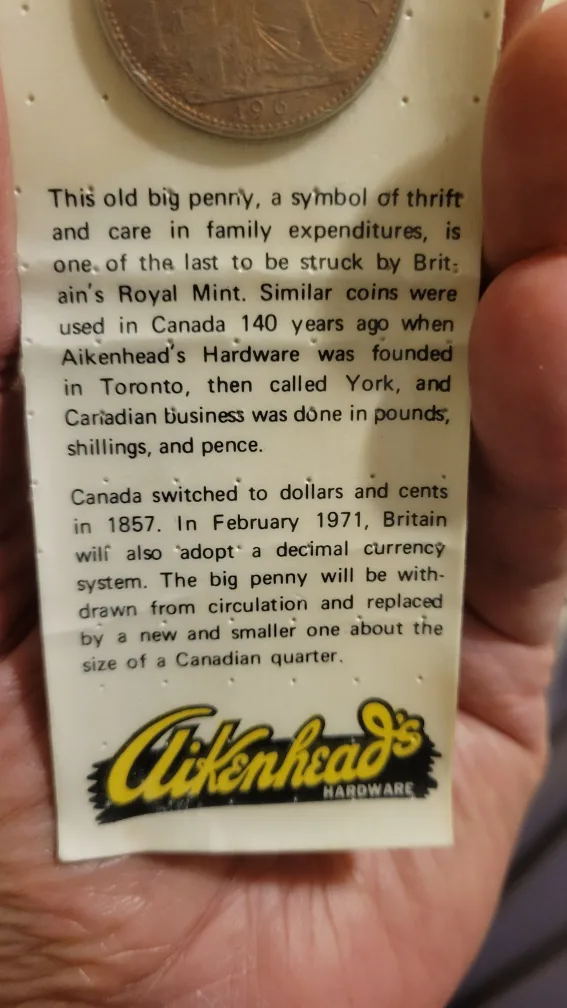 This old big penny, a symbol of thrift
and care in family expenditures, is
one of the last to be struck by Brit-
ain's Royal Mint. Similar coins were
used in Canada 140 years ago when
Aikenhead's Hardware was founded
in Toronto, then called York, and
Canadian business was done in pounds,
shillings, and pence.
Canada switched to dollars and cents
in 1857. In February 1971, Britain
will also adopt a decimal currency
system. The big penny will be with-
drawn from circulation and replaced
by a new and smaller one about the
size of a Canadian quarter.
Aikenhead's
HARDWARE